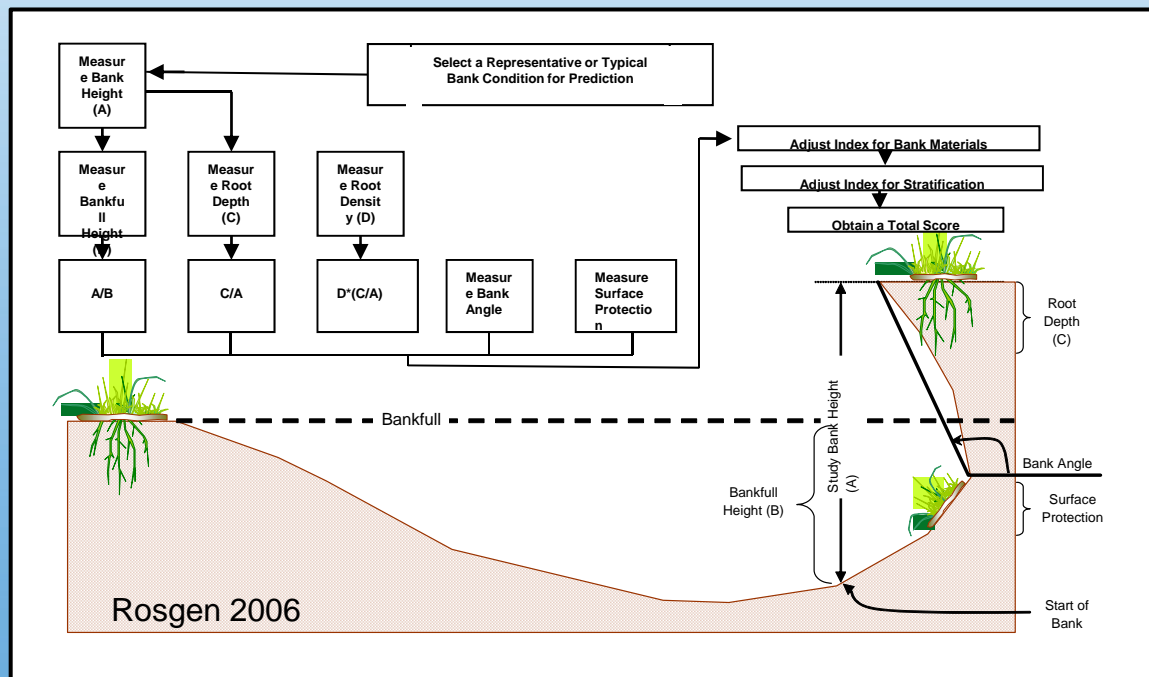 Select a Representative or Typical
Bank Condition for Prediction
Measur
e Bank
Height
(A)
Measur
e
Bankfu
ll
Height(
Measur
e Root
Depth
(C)
Measur
e Root
Densit
y (D)
A/B
C/A
D*(C/A)
Measur
e Bank
Angle
Measure
Surface
Protectio
n
Adjust Index for Bank Materials
Adjust Index for Stratification
Obtain a Total Score
Root
Depth
(C)
Bankfull
Study Bank Height
(A)
Bankfull
Height (B)
Bank Angle
Surface
Protection
Start of
Bank
Rosgen 2006